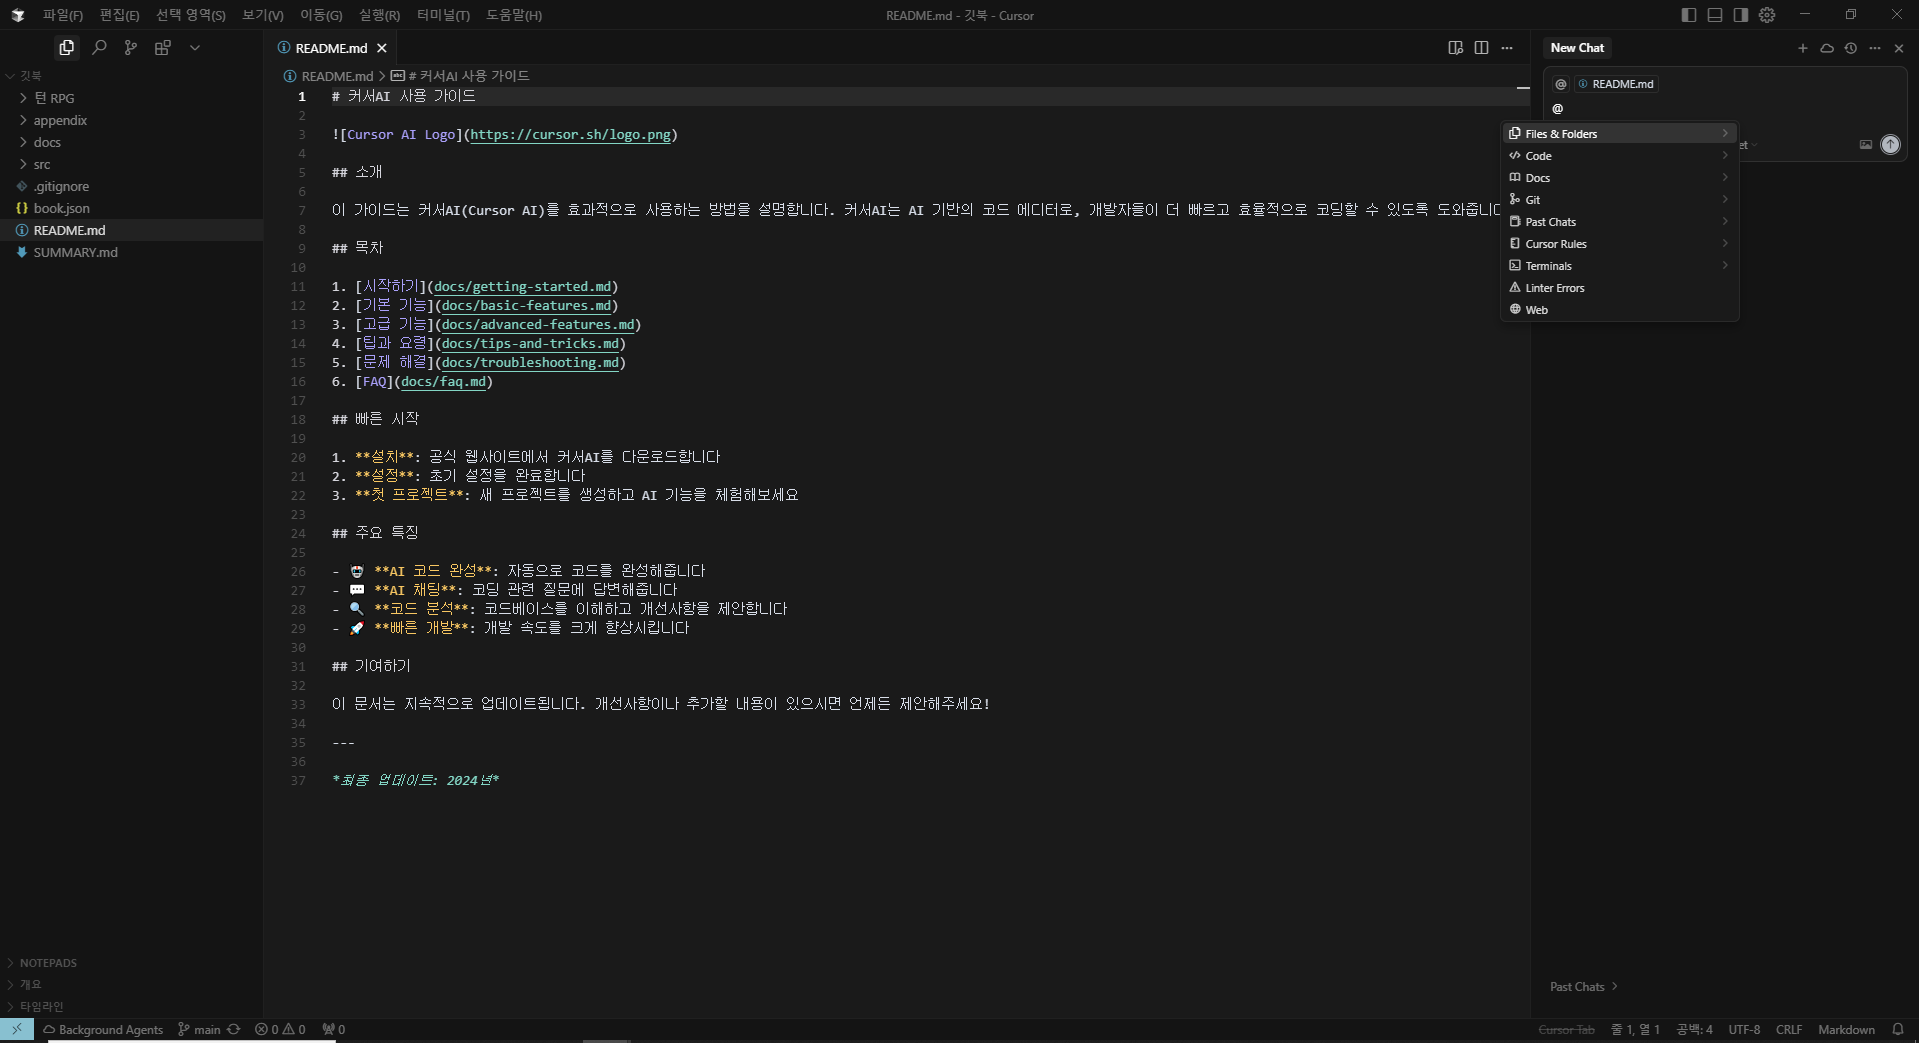 파일(F) 편집(E) 선택 영역(S) 보기(V) 이동(G) 실행(R) 터미널(T) 도움말(H)
README.md - 깃북 - Cursor
깃북
턴 RPG
appendix
docs
src
.gitignore
book.json
README.md
SUMMARY.md
NOTEPADS
개요
타임라인
README.md
README.md > # 커서AI 사용 가이드
1 # 커서AI 사용 가이드
2
3 ![Cursor AI Logo](https://cursor.sh/logo.png)
4
5 ## 소개
6
7 이 가이드는 커서AI(Cursor AI)를 효과적으로 사용하는 방법을 설명합니다. 커서AI는 AI 기반의 코드 에디터로, 개발자들이 더 빠르고 효율적으로 코딩할 수 있도록 도와줍니다
8
9 ## 목차
10
11 1. [시작하기](docs/getting-started.md)
12 2. [기본 기능](docs/basic-features.md)
13 3. [고급 기능](docs/advanced-features.md)
14 4. [팁과 요령](docs/tips-and-tricks.md)
15 5. [문제 해결](docs/troubleshooting.md)
16 6. [FAQ](docs/faq.md)
17
18 ## 빠른 시작
19
20 1. **설치**: 공식 웹사이트에서 커서AI를 다운로드합니다
21 2. **설정**: 초기 설정을 완료합니다
22 3. **첫 프로젝트**: 새 프로젝트를 생성하고 AI 기능을 체험해보세요
23
24 ## 주요 특징
25
26 - 🤖 **AI 코드 완성**: 자동으로 코드를 완성해줍니다
27 - 💬 **AI 채팅**: 코딩 관련 질문에 답변해줍니다
28 - 🔍 **코드 분석**: 코드베이스를 이해하고 개선사항을 제안합니다
29 - 🚀 **빠른 개발**: 개발 속도를 크게 향상시킵니다
30
31 ## 기여하기
32
33 이 문서는 지속적으로 업데이트됩니다. 개선사항이나 추가할 내용이 있으시면 언제든 제안해주세요!
34
35 ---
36
37 *최종 업데이트: 2024년*
New Chat
@ README.md
@
et
Files & Folders
Code
Docs
Git
Past Chats
Cursor Rules
Terminals
Linter Errors
Web
Past Chats
Background Agents main 0 0 0
Cursor Tab 줄 1, 열 1 공백: 4 UTF-8 CRLF Markdown